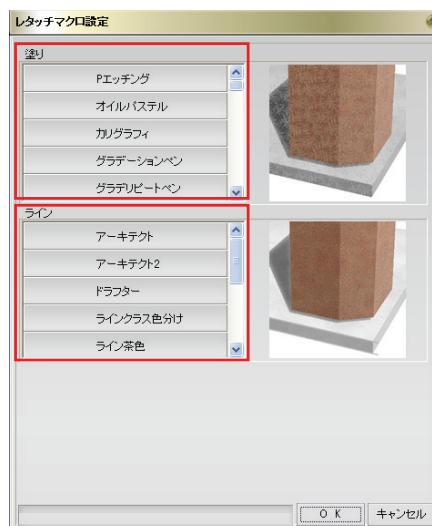 レタッチマクロ設定
塗り
Pエッチング
オイルパステル
カリグラフィ
グラデーションペン
グラデリピートペン
ライン
アーキテクト
アーキテクト2
ドラフター
ラインクラス色分け
ライン茶色
ＯＫ
キャンセル